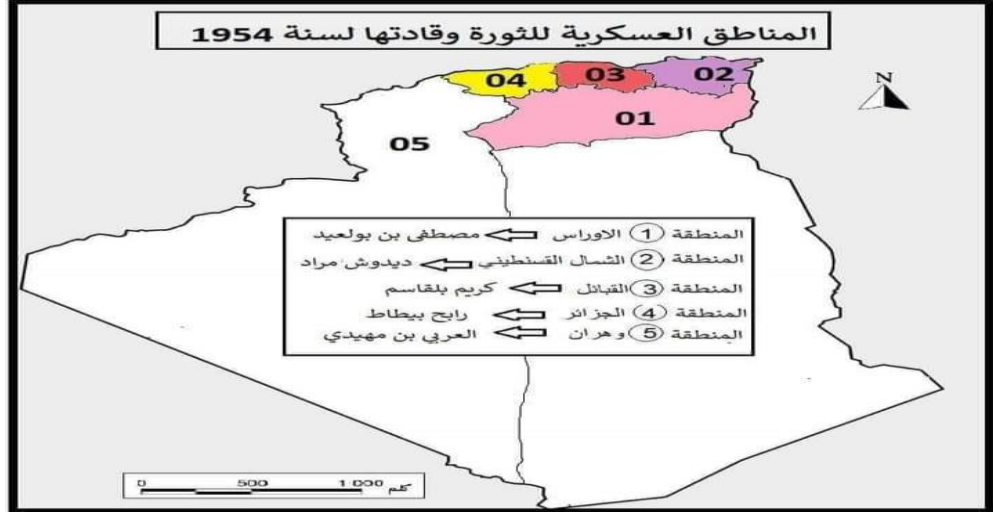 المناطق العسكرية للثورة وقادتها لسنة 1954
N
04 03 02
01
05
المنطقة 1 الاوراس ⇦ مصطفى بن بولعيد
المنطقة 2 الشمال القسنطيني ⇦ ديدوش مراد
المنطقة 3 القبائل ⇦ كريم بلقاسم
المنطقة 4 الجزائر ⇦ رابح بيطاط
المنطقة 5 وهران ⇦ العربي بن مهيدي
0 500 1 000 كلم